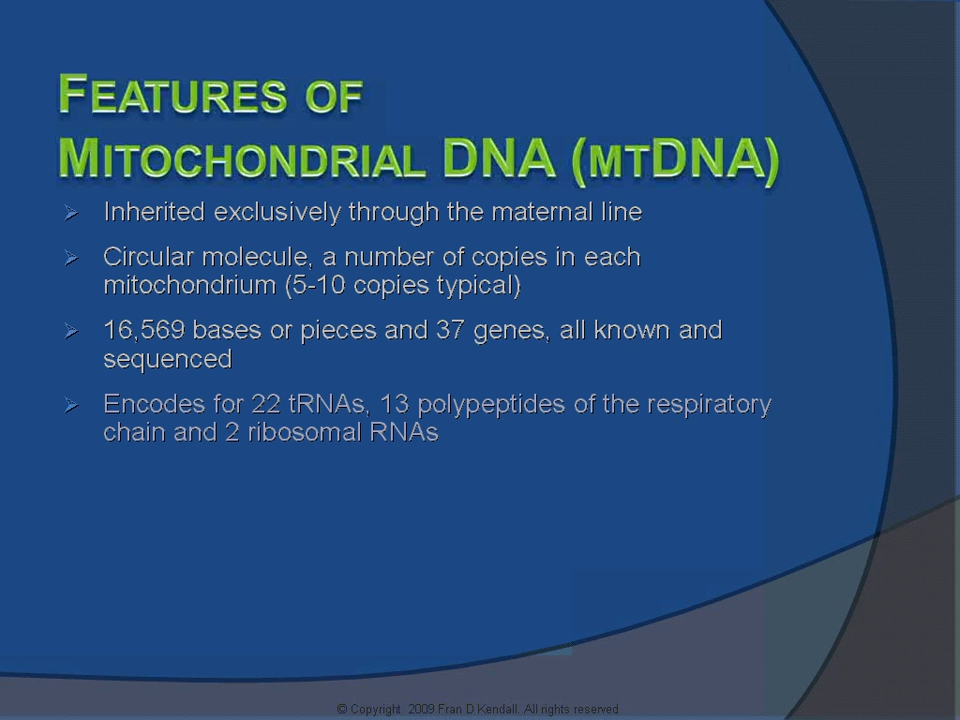 FEATURES OF
MITOCHONDRIAL DNA (MTDNA)
Inherited exclusively through the maternal line
Circular molecule, a number of copies in each
mitochondrium (5-10 copies typical)
16,569 bases or pieces and 37 genes, all known and
sequenced
Encodes for 22 tRNAs, 13 polypeptides of the respiratory
chain and 2 ribosomal RNAs
© Copyright 2009 Fran D.Kendall. All rights reserved